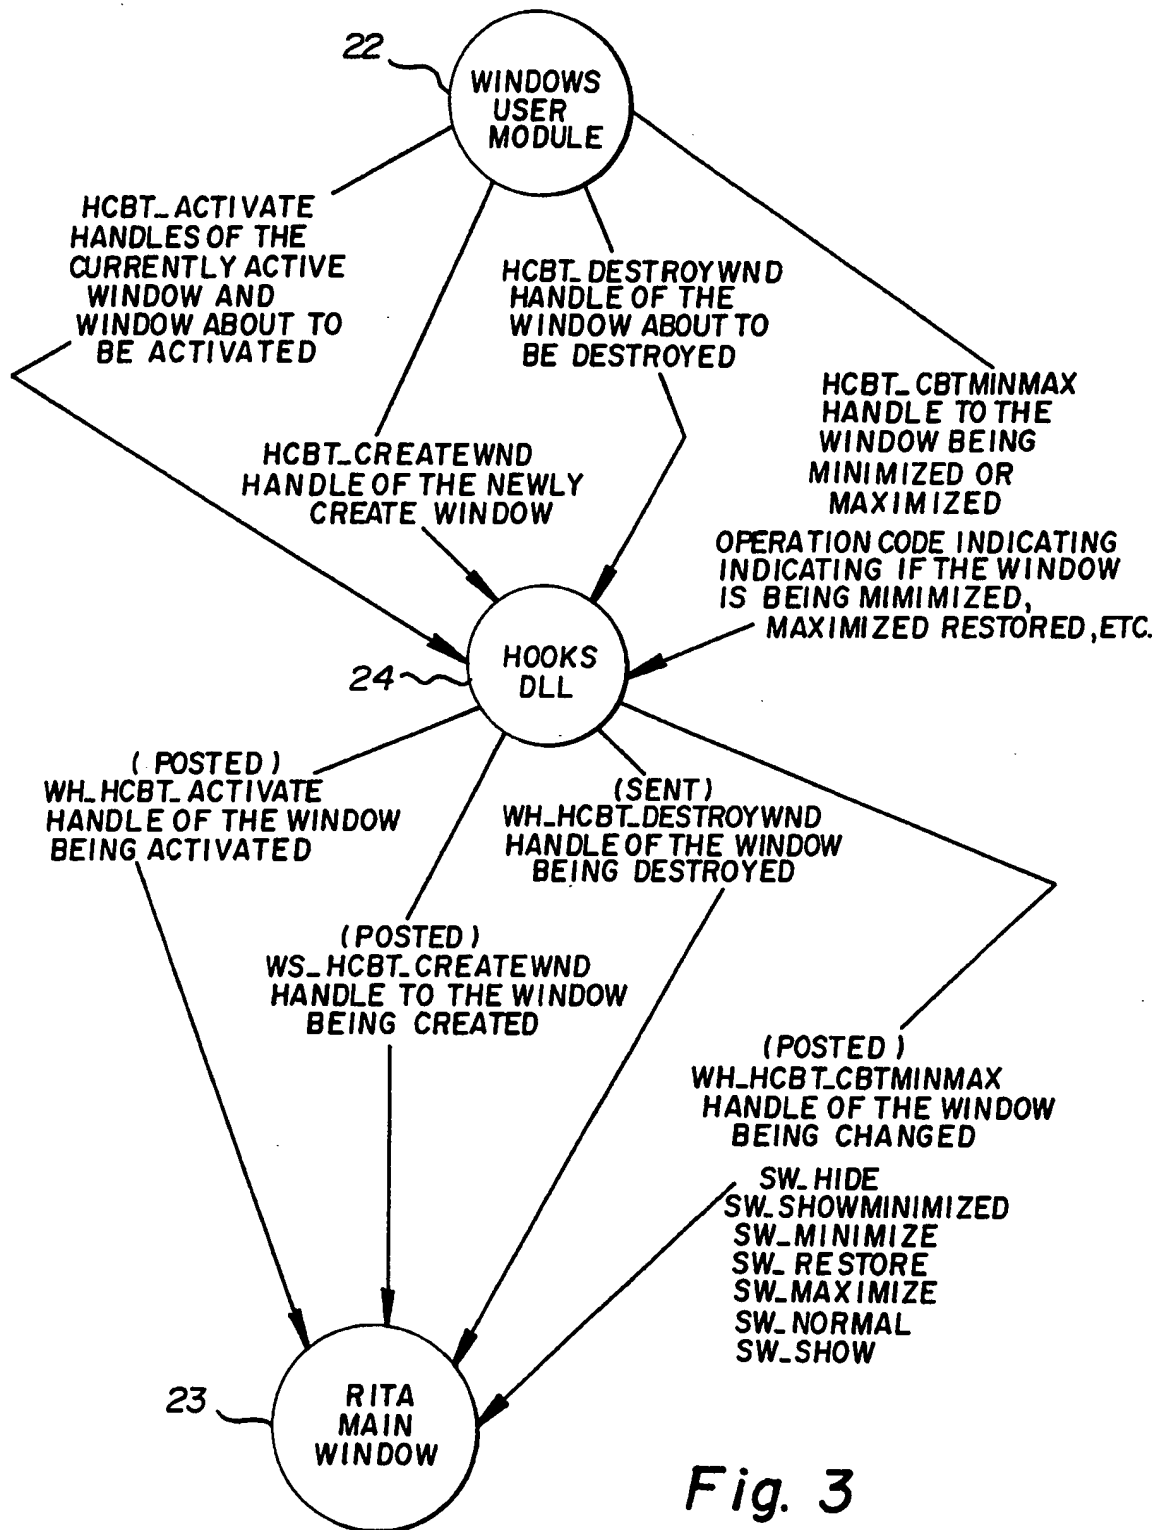 22
WINDOWS
USER
MODULE
HCBT_ACTIVATE
HANDLES OF THE
CURRENTLY ACTIVE
WINDOW AND
WINDOW ABOUT TO
BE ACTIVATED
HCBT_CREATEWND
HANDLE OF THE NEWLY
CREATE WINDOW
HCBT_DESTROYWND
HANDLE OF THE
WINDOW ABOUT TO
BE DESTROYED
HCBT_CBTMINMAX
HANDLE TO THE
WINDOW BEING
MINIMIZED OR
MAXIMIZED
OPERATION CODE INDICATING
INDICATING IF THE WINDOW
IS BEING MIMIMIZED,
MAXIMIZED RESTORED, ETC.
24
HOOKS
DLL
(POSTED)
WH_HCBT_ACTIVATE
HANDLE OF THE WINDOW
BEING ACTIVATED
(POSTED)
WS_HCBT_CREATEWND
HANDLE TO THE WINDOW
BEING CREATED
(SENT)
WH_HCBT_DESTROYWND
HANDLE OF THE WINDOW
BEING DESTROYED
(POSTED)
WH_HCBT_CBTMINMAX
HANDLE OF THE WINDOW
BEING CHANGED
SW_HIDE
SW_SHOWMINIMIZED
SW_MINIMIZE
SW_RESTORE
SW_MAXIMIZE
SW_NORMAL
SW_SHOW
23
RITA
MAIN
WINDOW
Fig. 3